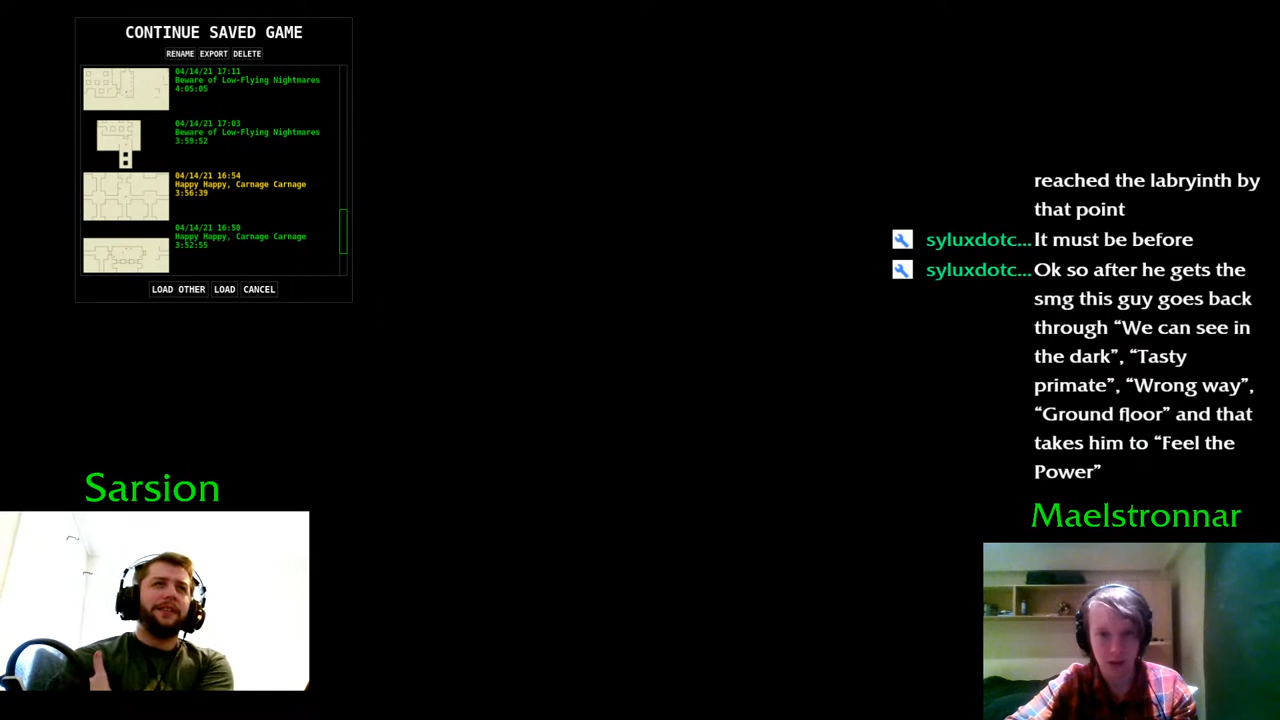 CONTINUE SAVED GAME
RENAME EXPORT DELETE
04/14/21 17:11
Beware of Low-Flying Nightmares
4:05:05
04/14/21 17:03
Beware of Low-Flying Nightmares
3:59:52
04/14/21 16:54
Happy Happy, Carnage Carnage
3:56:39
04/14/21 16:50
Happy Happy, Carnage Carnage
3:52:55
LOAD OTHER LOAD CANCEL
reached the labryinth by
that point
syluxdotc... It must be before
syluxdotc... Ok so after he gets the
smg this guy goes back
through “We can see in
the dark”, “Tasty
primate”, “Wrong way”,
“Ground floor” and that
takes him to “Feel the
Power”
Sarsion
Maelstronnar